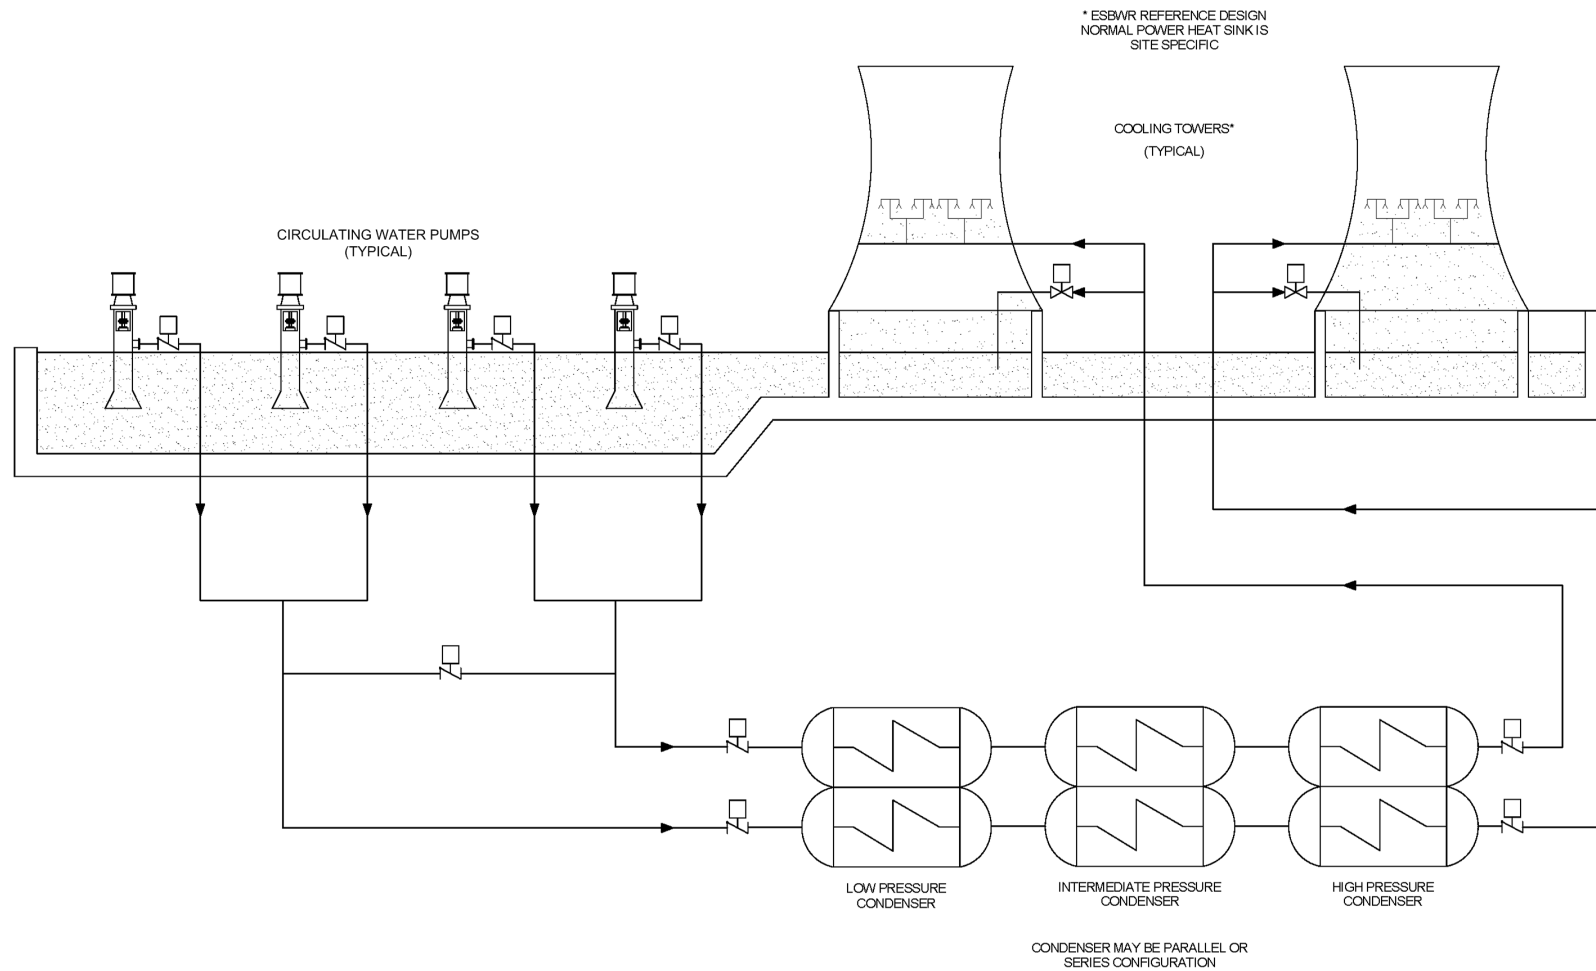 * ESBWR REFERENCE DESIGN
NORMAL POWER HEAT SINK IS
SITE SPECIFIC
COOLING TOWERS*
(TYPICAL)
CIRCULATING WATER PUMPS
(TYPICAL)
LOW PRESSURE
CONDENSER
INTERMEDIATE PRESSURE
CONDENSER
HIGH PRESSURE
CONDENSER
CONDENSER MAY BE PARALLEL OR
SERIES CONFIGURATION